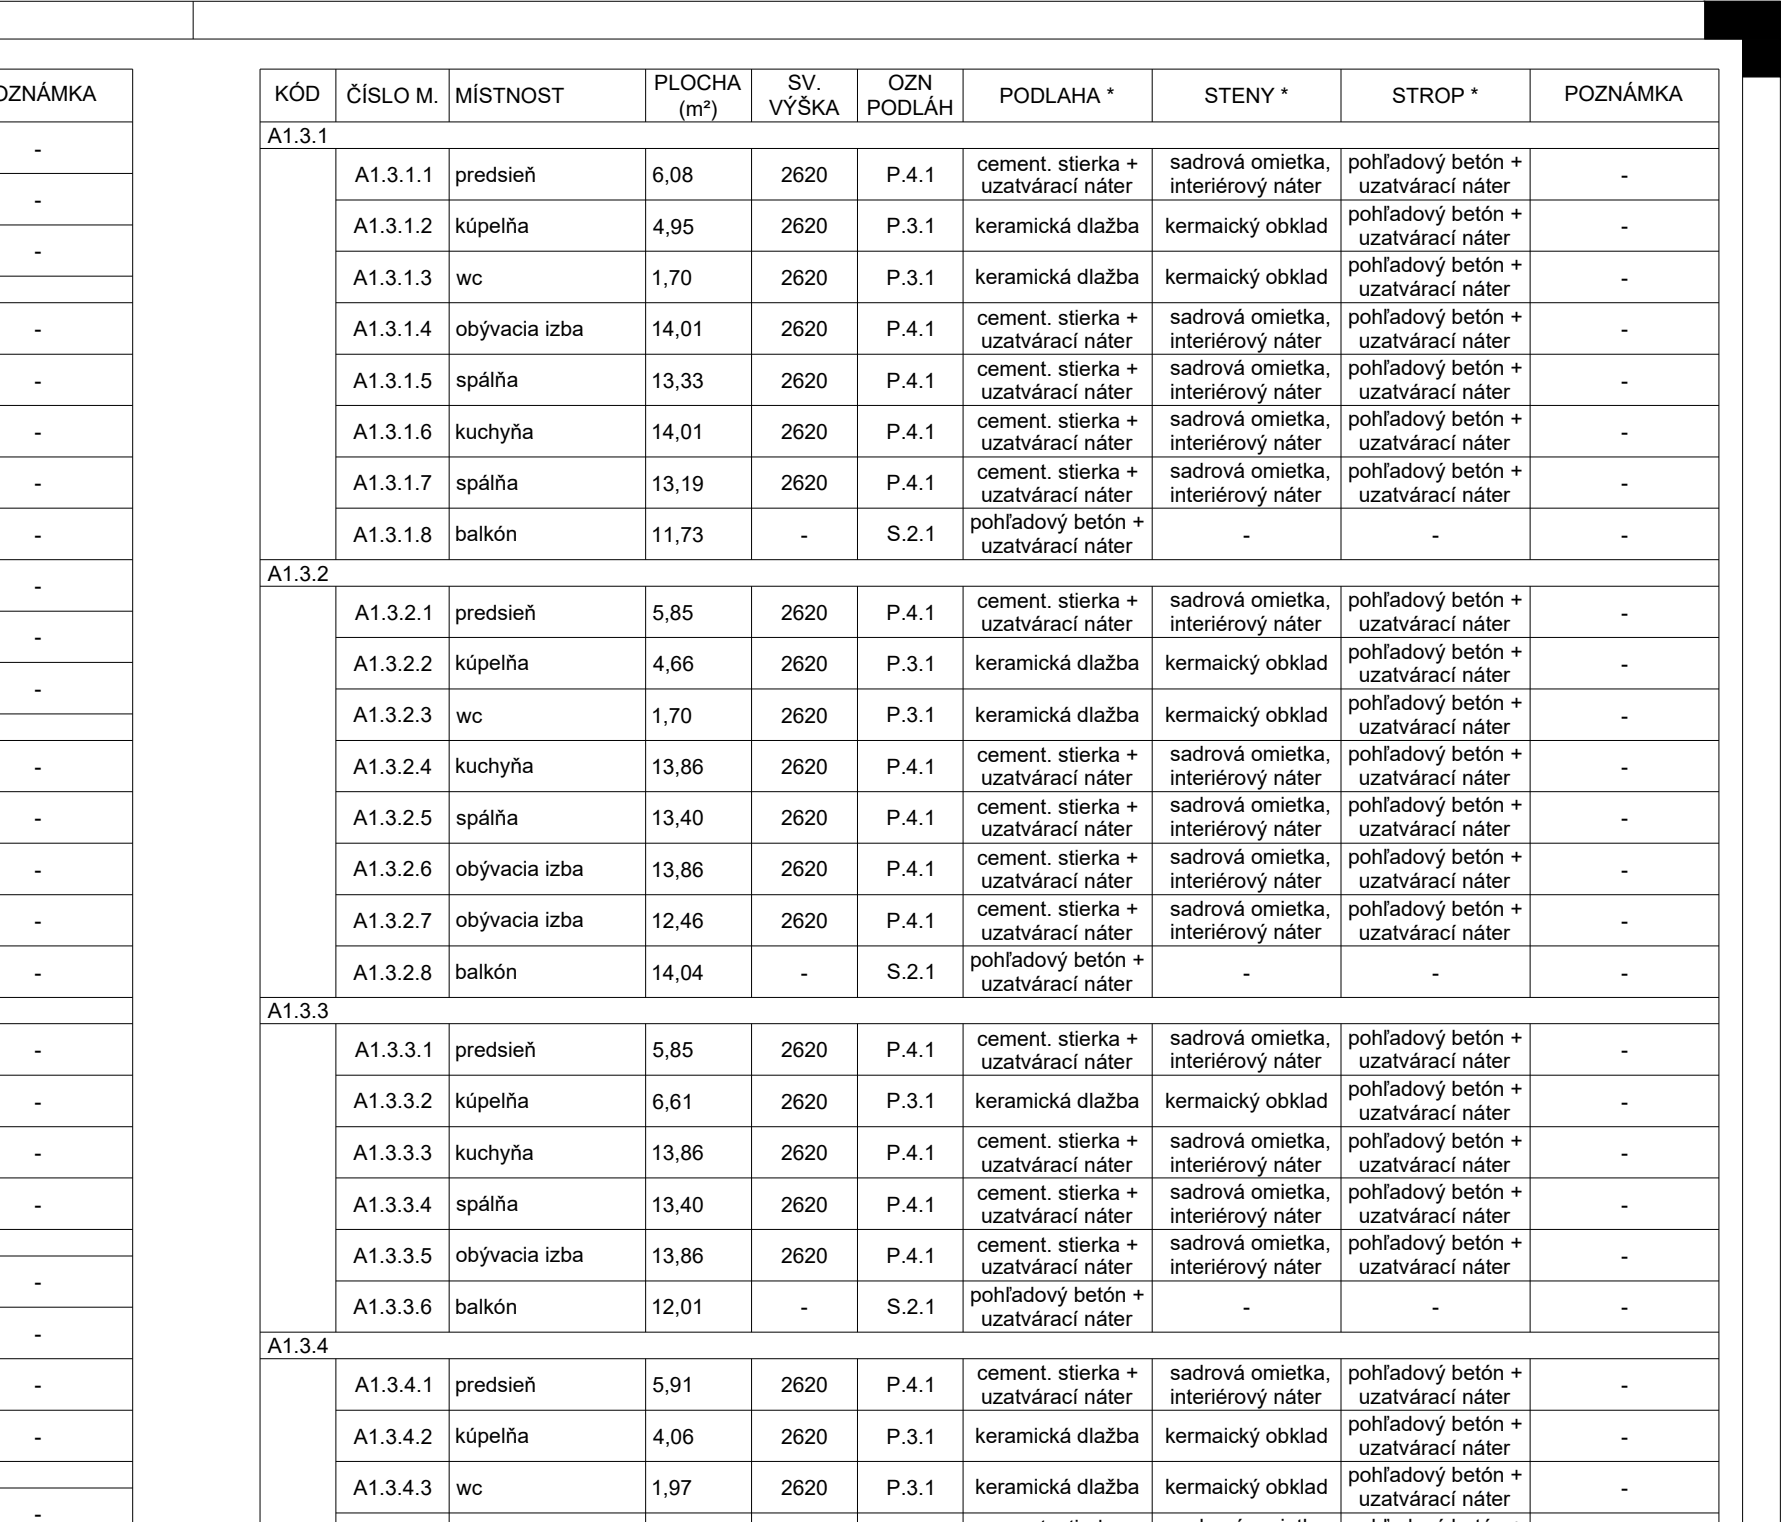 OZNÁMKA
KÓD ČÍSLO M. MÍSTNOST PLOCHA (m²) SV. VÝŠKA OZN PODLÁH PODLAHA * STENY * STROP * POZNÁMKA
A1.3.1
A1.3.1.1 predsieň 6,08 2620 P.4.1 cement. stierka + uzatvárací náter sadrová omietka, interiérový náter pohľadový betón + uzatvárací náter -
A1.3.1.2 kúpelňa 4,95 2620 P.3.1 keramická dlažba kermaický obklad pohľadový betón + uzatvárací náter -
A1.3.1.3 wc 1,70 2620 P.3.1 keramická dlažba kermaický obklad pohľadový betón + uzatvárací náter -
A1.3.1.4 obývacia izba 14,01 2620 P.4.1 cement. stierka + uzatvárací náter sadrová omietka, interiérový náter pohľadový betón + uzatvárací náter -
A1.3.1.5 spálňa 13,33 2620 P.4.1 cement. stierka + uzatvárací náter sadrová omietka, interiérový náter pohľadový betón + uzatvárací náter -
A1.3.1.6 kuchyňa 14,01 2620 P.4.1 cement. stierka + uzatvárací náter sadrová omietka, interiérový náter pohľadový betón + uzatvárací náter -
A1.3.1.7 spálňa 13,19 2620 P.4.1 cement. stierka + uzatvárací náter sadrová omietka, interiérový náter pohľadový betón + uzatvárací náter -
A1.3.1.8 balkón 11,73 - S.2.1 pohľadový betón + uzatvárací náter - - -
A1.3.2
A1.3.2.1 predsieň 5,85 2620 P.4.1 cement. stierka + uzatvárací náter sadrová omietka, interiérový náter pohľadový betón + uzatvárací náter -
A1.3.2.2 kúpelňa 4,66 2620 P.3.1 keramická dlažba kermaický obklad pohľadový betón + uzatvárací náter -
A1.3.2.3 wc 1,70 2620 P.3.1 keramická dlažba kermaický obklad pohľadový betón + uzatvárací náter -
A1.3.2.4 kuchyňa 13,86 2620 P.4.1 cement. stierka + uzatvárací náter sadrová omietka, interiérový náter pohľadový betón + uzatvárací náter -
A1.3.2.5 spálňa 13,40 2620 P.4.1 cement. stierka + uzatvárací náter sadrová omietka, interiérový náter pohľadový betón + uzatvárací náter -
A1.3.2.6 obývacia izba 13,86 2620 P.4.1 cement. stierka + uzatvárací náter sadrová omietka, interiérový náter pohľadový betón + uzatvárací náter -
A1.3.2.7 obývacia izba 12,46 2620 P.4.1 cement. stierka + uzatvárací náter sadrová omietka, interiérový náter pohľadový betón + uzatvárací náter -
A1.3.2.8 balkón 14,04 - S.2.1 pohľadový betón + uzatvárací náter - - -
A1.3.3
A1.3.3.1 predsieň 5,85 2620 P.4.1 cement. stierka + uzatvárací náter sadrová omietka, interiérový náter pohľadový betón + uzatvárací náter -
A1.3.3.2 kúpelňa 6,61 2620 P.3.1 keramická dlažba kermaický obklad pohľadový betón + uzatvárací náter -
A1.3.3.3 kuchyňa 13,86 2620 P.4.1 cement. stierka + uzatvárací náter sadrová omietka, interiérový náter pohľadový betón + uzatvárací náter -
A1.3.3.4 spálňa 13,40 2620 P.4.1 cement. stierka + uzatvárací náter sadrová omietka, interiérový náter pohľadový betón + uzatvárací náter -
A1.3.3.5 obývacia izba 13,86 2620 P.4.1 cement. stierka + uzatvárací náter sadrová omietka, interiérový náter pohľadový betón + uzatvárací náter -
A1.3.3.6 balkón 12,01 - S.2.1 pohľadový betón + uzatvárací náter - - -
A1.3.4
A1.3.4.1 predsieň 5,91 2620 P.4.1 cement. stierka + uzatvárací náter sadrová omietka, interiérový náter pohľadový betón + uzatvárací náter -
A1.3.4.2 kúpelňa 4,06 2620 P.3.1 keramická dlažba kermaický obklad pohľadový betón + uzatvárací náter -
A1.3.4.3 wc 1,97 2620 P.3.1 keramická dlažba kermaický obklad pohľadový betón + uzatvárací náter -